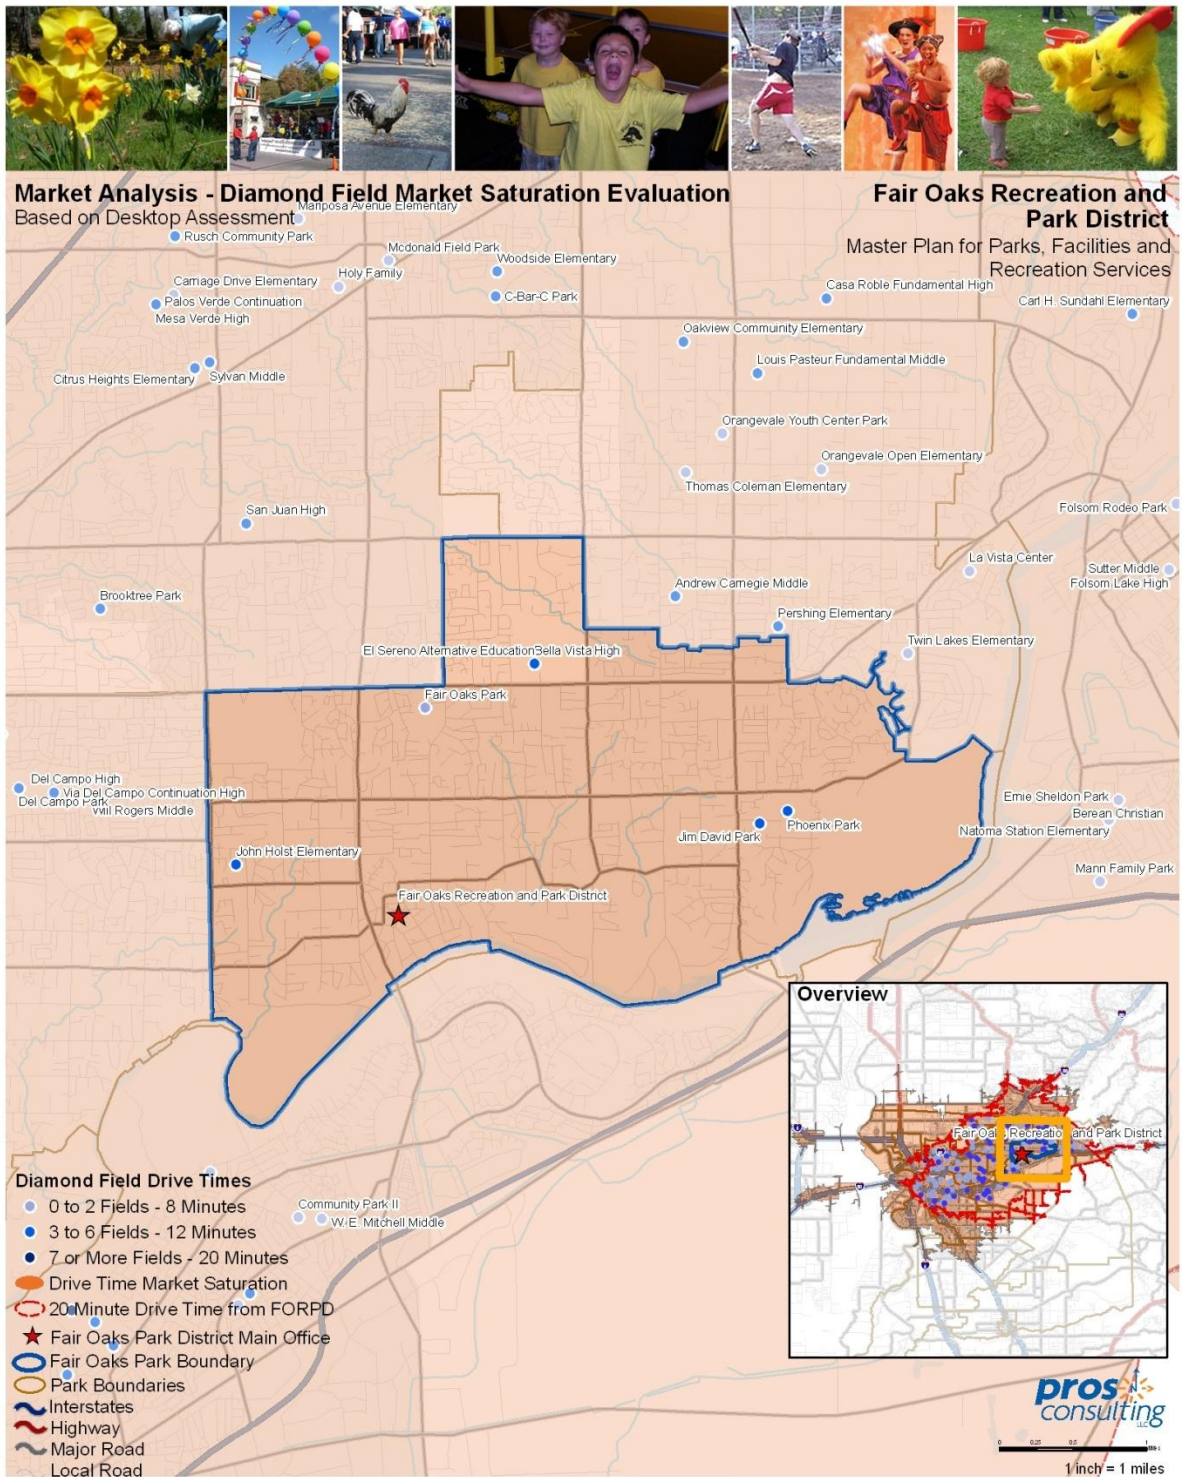 Market Analysis - Diamond Field Market Saturation Evaluation
Based on Desktop Assessment
Fair Oaks Recreation and
Park District
Master Plan for Parks, Facilities and
Recreation Services
Mariposa Avenue Elementary
Rusch Community Park
Mcdonald Field Park
Woodside Elementary
Holy Family
Carriage Drive Elementary
C-Bar-C Park
Palos Verde Continuation
Mesa Verde High
Casa Roble Fundamental High
Carl H. Sundahl Elementary
Oakview Community Elementary
Louis Pasteur Fundamental Middle
Citrus Heights Elementary
Sylvan Middle
Orangevale Youth Center Park
Orangevale Open Elementary
Thomas Coleman Elementary
San Juan High
Folsom Rodeo Park
La Vista Center
Sutter Middle
Folsom Lake High
Andrew Carnegie Middle
Brooktree Park
Pershing Elementary
Twin Lakes Elementary
El Sereno Alternative Education
Bella Vista High
Fair Oaks Park
Del Campo High
Via Del Campo Continuation High
Del Campo Park
Will Rogers Middle
Ernie Sheldon Park
Berean Christian
Natoma Station Elementary
Phoenix Park
Jim David Park
John Holst Elementary
Mann Family Park
Fair Oaks Recreation and Park District
Overview
Fair Oaks Recreation and Park District
Community Park II
W. E. Mitchell Middle
Diamond Field Drive Times
0 to 2 Fields - 8 Minutes
3 to 6 Fields - 12 Minutes
7 or More Fields - 20 Minutes
Drive Time Market Saturation
20 Minute Drive Time from FORPD
Fair Oaks Park District Main Office
Fair Oaks Park Boundary
Park Boundaries
Interstates
Highway
Major Road
Local Road
pros
consulting
LLC
0 0.25 0.5 1
Miles
1 inch = 1 miles